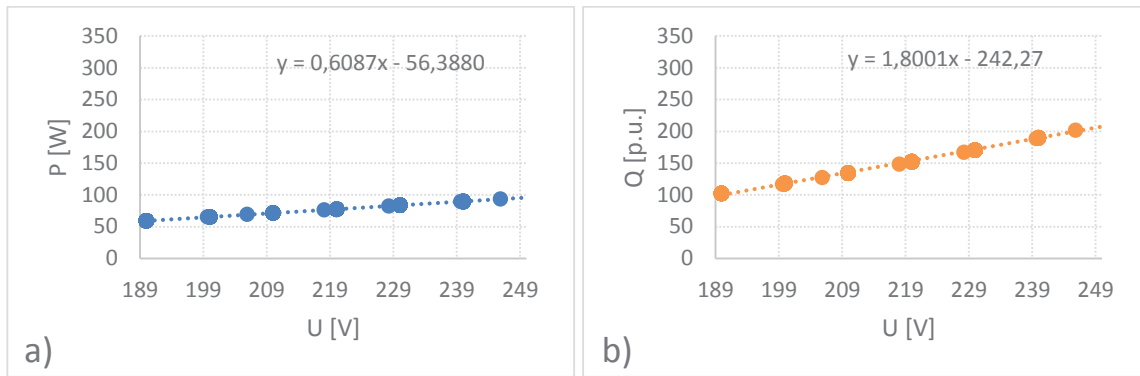 350
300
250
200
150
100
50
0
P [W]
y = 0,6087x - 56,3880
189 199 209 219 229 239 249
U [V]
a)
350
300
250
200
150
100
50
0
Q [p.u.]
y = 1,8001x - 242,27
189 199 209 219 229 239 249
U [V]
b)